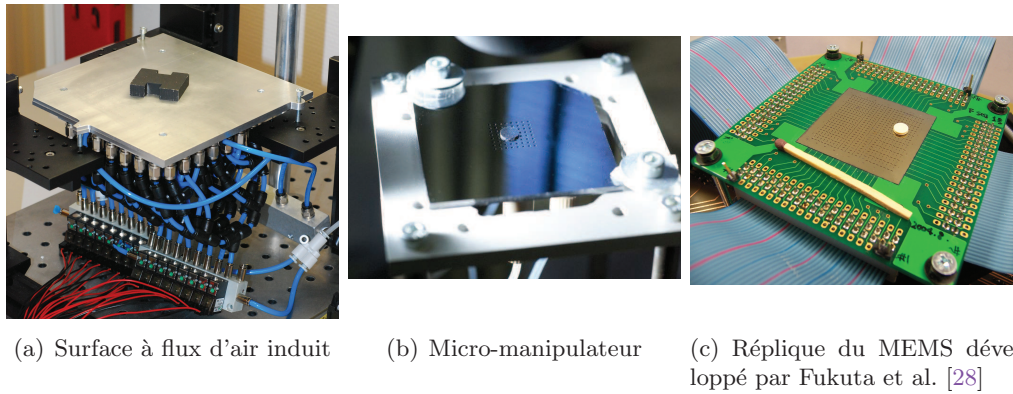 (a) Surface à flux d'air induit
(b) Micro-manipulateur
(c) Réplique du MEMS déve
loppé par Fukuta et al. [28]